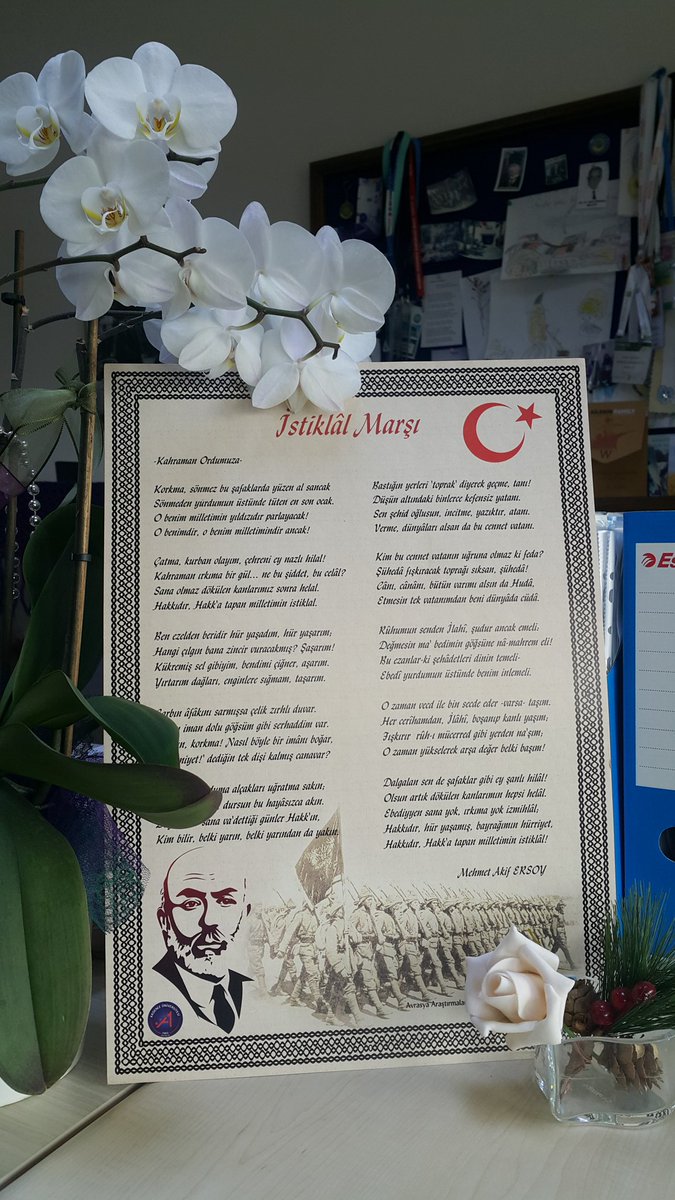 İstiklâl Marşı
-Kahraman Ordumuza-
Korkma, sönmez bu şafaklarda yüzen al sancak
Sönmeden yurdumun üstünde tüten en son ocak.
O benim milletimin yıldızıdır parlayacak!
O benimdir, o benim milletimindir ancak!
Çatma, kurban olayım, çehreni ey nazlı hilal!
Kahraman ırkıma bir gül... ne bu şiddet, bu celâl?
Sana olmaz dökülen kanlarımız sonra helal.
Hakkıdır, Hakk'a tapan milletimin istiklal.
Ben ezelden beridir hür yaşadım, hür yaşarım;
Hangi çılgın bana zincir vuracakmış? Şaşarım!
Kükremiş sel gibiyim, bendimi çiğner, aşarım.
Yırtarım dağları, enginlere sığmam, taşarım.
âfâkını sarmışsa çelik zırhlı duvar.
iman dolu göğsüm gibi serhaddim var.
korkma! Nasıl böyle bir imânı boğar,
dediğin tek dişi kalmış canavar?
alçakları uğratma sakın;
dursun bu hayâsızca akın.
sana va'dettiği günler Hakk'ın,
Kim bilir, belki yarın, belki yarından da yakın.
Bastığın yerleri 'toprak' diyerek geçme, tanı!
Düşün altındaki binlerce kefensiz yatanı.
Sen şehid oğlusun, incitme, yazıktır, atanı.
Verme, dünyâları alsan da bu cennet vatanı.
Kim bu cennet vatanın uğruna olmaz ki feda?
Şühedâ fışkıracak toprağı sıksan, şühedâ!
Cânı, cânânı, bütün varımı alsın da Hudâ,
Etmesin tek vatanımdan beni dünyâda cüdâ.
Rûhumun senden İlahî, şudur ancak emeli;
Değmesin ma' bedimin göğsüne nâ-mahrem eli!
Bu ezanlar-ki şehâdetleri dinin temeli-
Ebedî yurdumun üstünde benim inlemeli.
O zaman vecd ile bin secde eder -varsa- taşım.
Her cerîhamdan, İlâhî, boşanıp kanlı yaşım;
Fışkırır rûh-ı mücerred gibi yerden na'şım;
O zaman yükselerek arşa değer belki başım!
Dalgalan sen de şafaklar gibi ey şanlı hilâl!
Olsun artık dökülen kanlarımın hepsi helâl.
Ebediyyen sana yok, ırkıma yok izmihlâl;
Hakkıdır, hür yaşamış, bayrağımın hürriyet,
Hakkıdır, Hakk'a tapan milletimin istiklâl!
Mehmet Akif ERSOY
Avrasya Araştırmala
Es